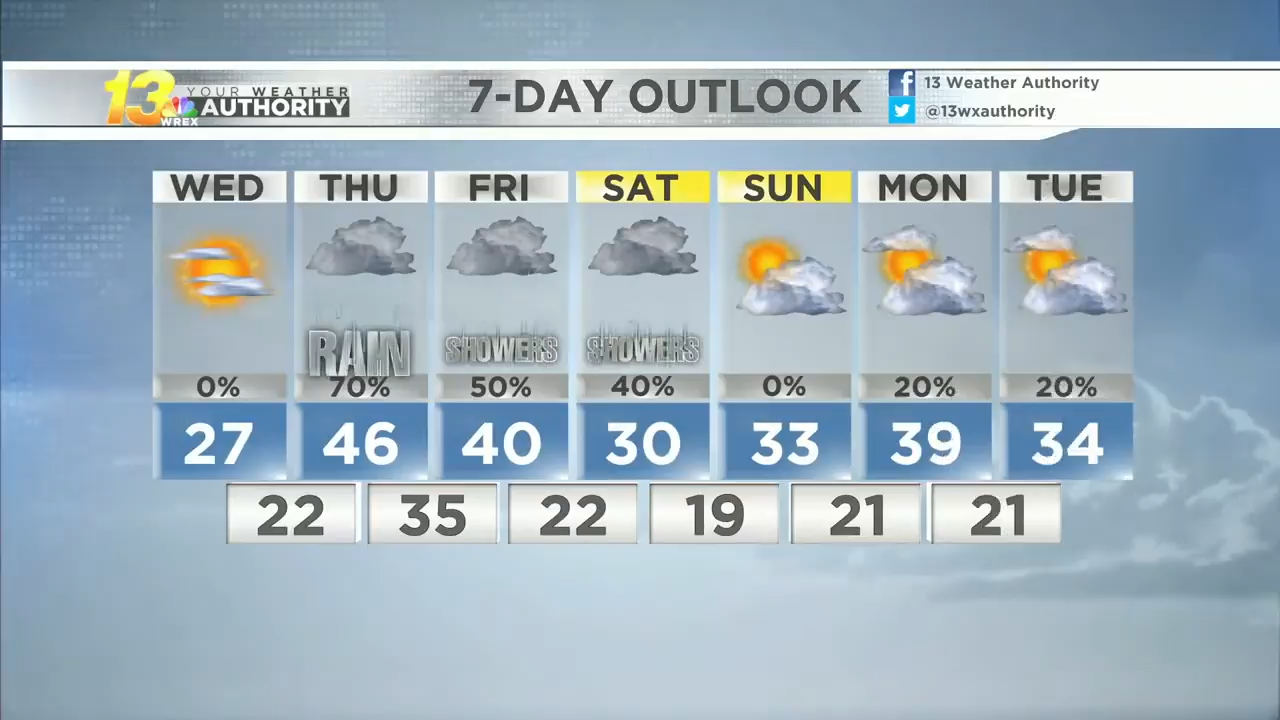 13 YOUR WEATHER AUTHORITY
WREX
7-DAY OUTLOOK
f 13 Weather Authority
@13wxauthority
WED THU FRI SAT SUN MON TUE
RAIN SHOWERS SHOWERS
0% 70% 50% 40% 0% 20% 20%
27 46 40 30 33 39 34
22 35 22 19 21 21